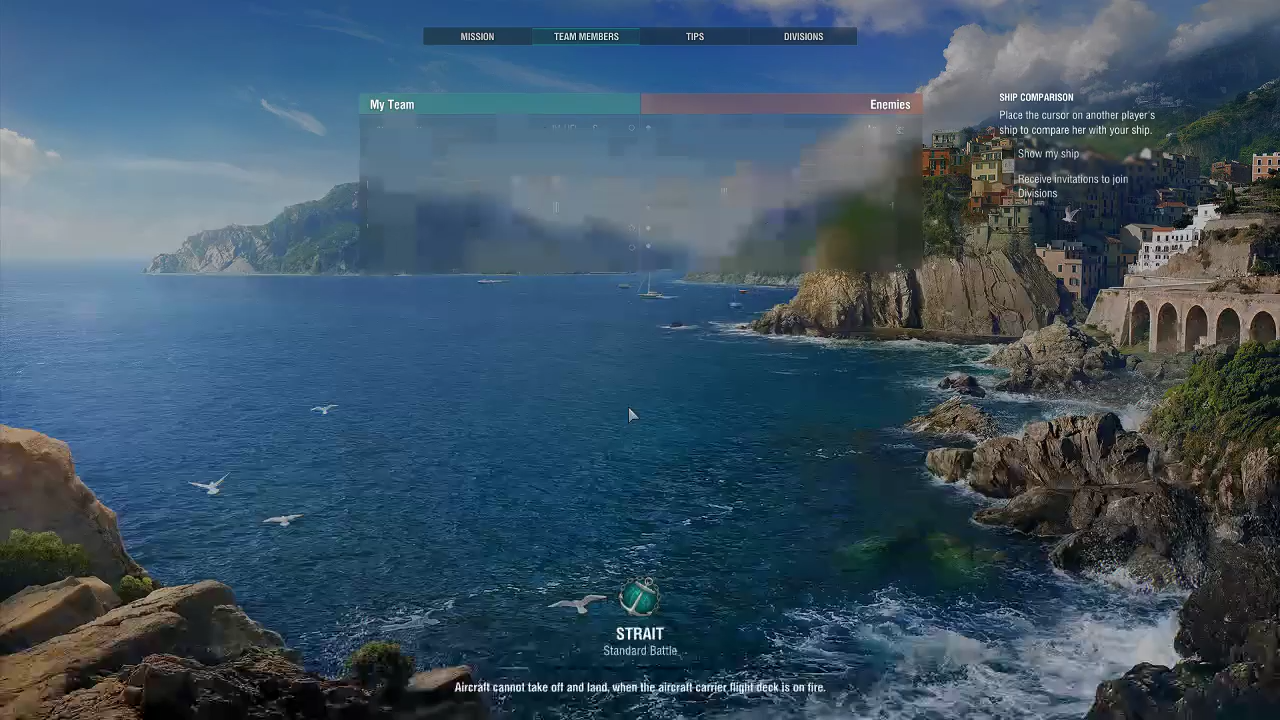 MISSION
TEAM MEMBERS
TIPS
DIVISIONS
My Team
Enemies
SHIP COMPARISON
Place the cursor on another player's
ship to compare her with your ship.
Show my ship
Receive invitations to join
Divisions
STRAIT
Standard Battle
Aircraft cannot take off and land, when the aircraft carrier flight deck is on fire.